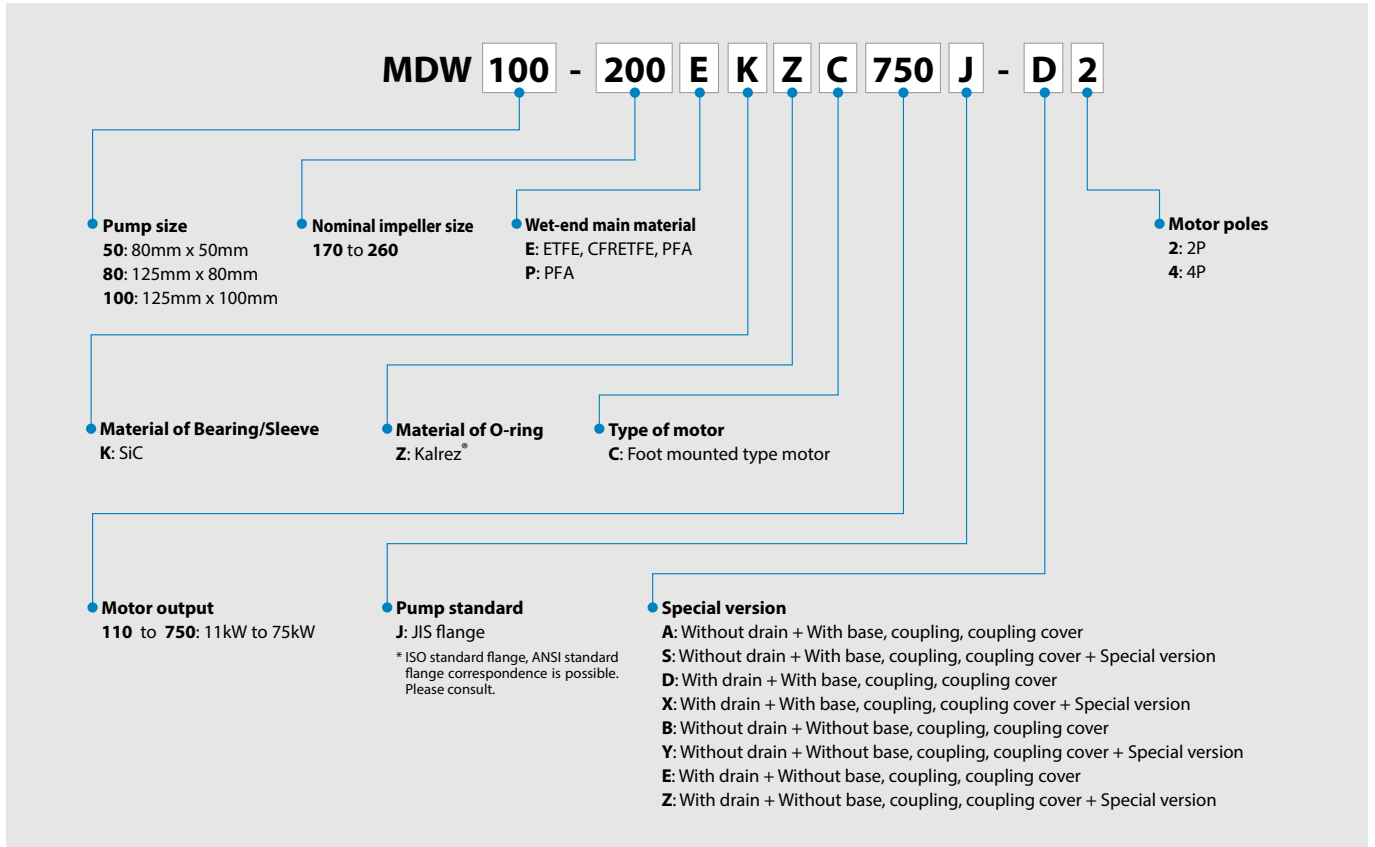 MDW 100 - 200 E K Z C 750 J - D 2
Pump size
50: 80mm x 50mm
80: 125mm x 80mm
100: 125mm x 100mm
Nominal impeller size
170 to 260
Wet-end main material
E: ETFE, CFRETFE, PFA
P: PFA
Motor poles
2: 2P
4: 4P
Material of Bearing/Sleeve
K: SiC
Material of O-ring
Z: Kalrez®
Type of motor
C: Foot mounted type motor
Motor output
110 to 750: 11kW to 75kW
Pump standard
J: JIS flange
* ISO standard flange, ANSI standard
flange correspondence is possible.
Please consult.
Special version
A: Without drain + With base, coupling, coupling cover
S: Without drain + With base, coupling, coupling cover + Special version
D: With drain + With base, coupling, coupling cover
X: With drain + With base, coupling, coupling cover + Special version
B: Without drain + Without base, coupling, coupling cover
Y: Without drain + Without base, coupling, coupling cover + Special version
E: With drain + Without base, coupling, coupling cover
Z: With drain + Without base, coupling, coupling cover + Special version